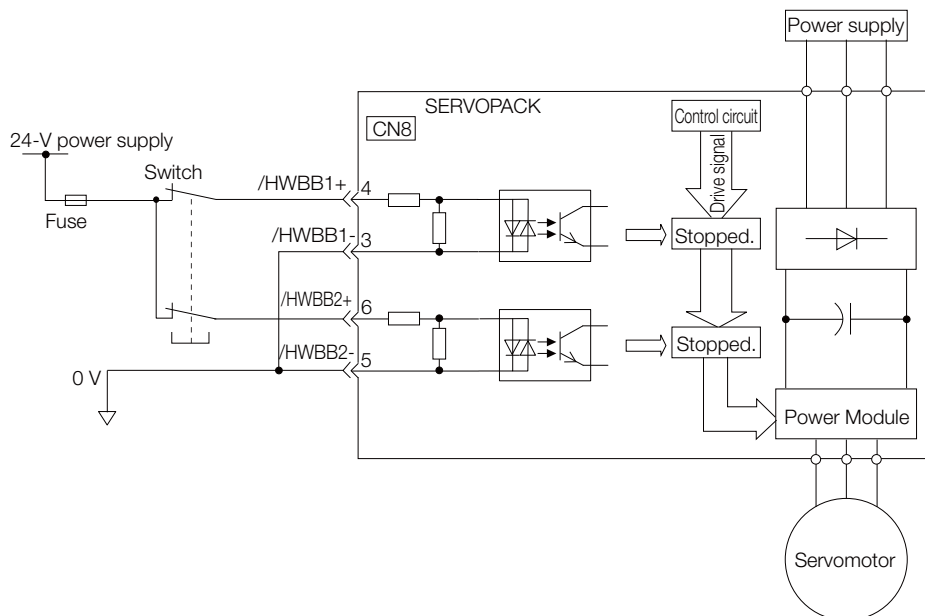 Power supply
SERVOPACK
CN8
Control circuit
24-V power supply
Drive signal
Switch
/HWBB1+
4
Fuse
/HWBB1-
3
Stopped.
/HWBB2+
6
/HWBB2-
5
Stopped.
0 V
Power Module
Servomotor